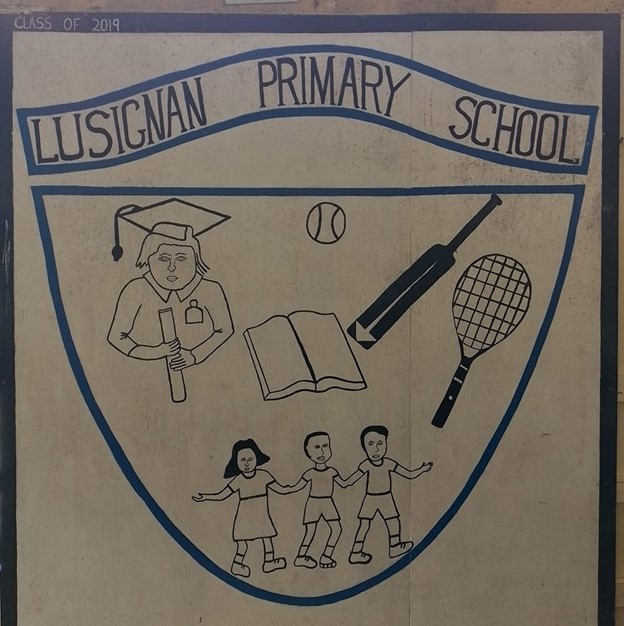 CLASS OF 2019
LUSIGNAN PRIMARY SCHOOL